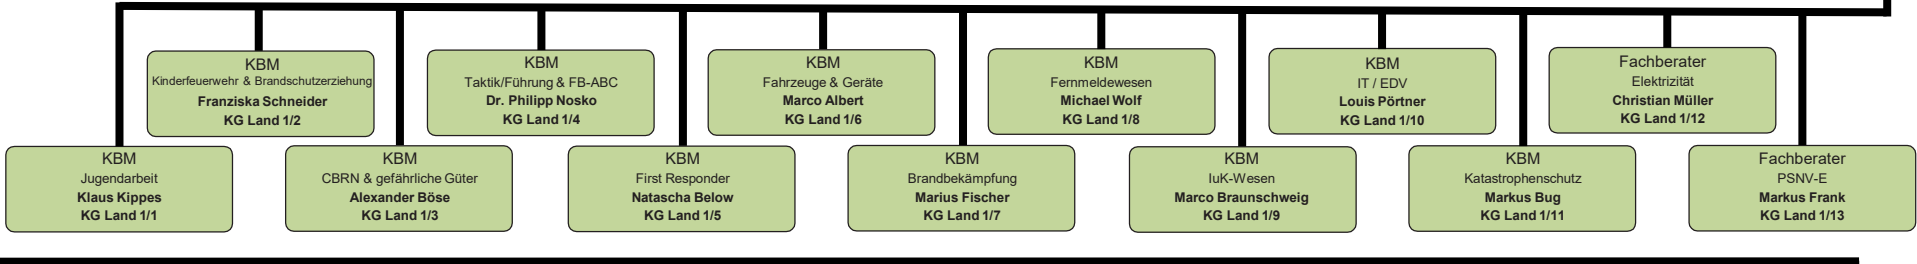 KBM
Kinderfeuerwehr & Brandschutzerziehung
Franziska Schneider
KG Land 1/2
KBM
Taktik/Führung & FB-ABC
Dr. Philipp Nosko
KG Land 1/4
KBM
Fahrzeuge & Geräte
Marco Albert
KG Land 1/6
KBM
Fernmeldewesen
Michael Wolf
KG Land 1/8
KBM
IT / EDV
Louis Pörtner
KG Land 1/10
Fachberater
Elektrizität
Christian Müller
KG Land 1/12
KBM
Jugendarbeit
Klaus Kippes
KG Land 1/1
KBM
CBRN & gefährliche Güter
Alexander Böse
KG Land 1/3
KBM
First Responder
Natascha Below
KG Land 1/5
KBM
Brandbekämpfung
Marius Fischer
KG Land 1/7
KBM
IuK-Wesen
Marco Braunschweig
KG Land 1/9
KBM
Katastrophenschutz
Markus Bug
KG Land 1/11
Fachberater
PSNV-E
Markus Frank
KG Land 1/13